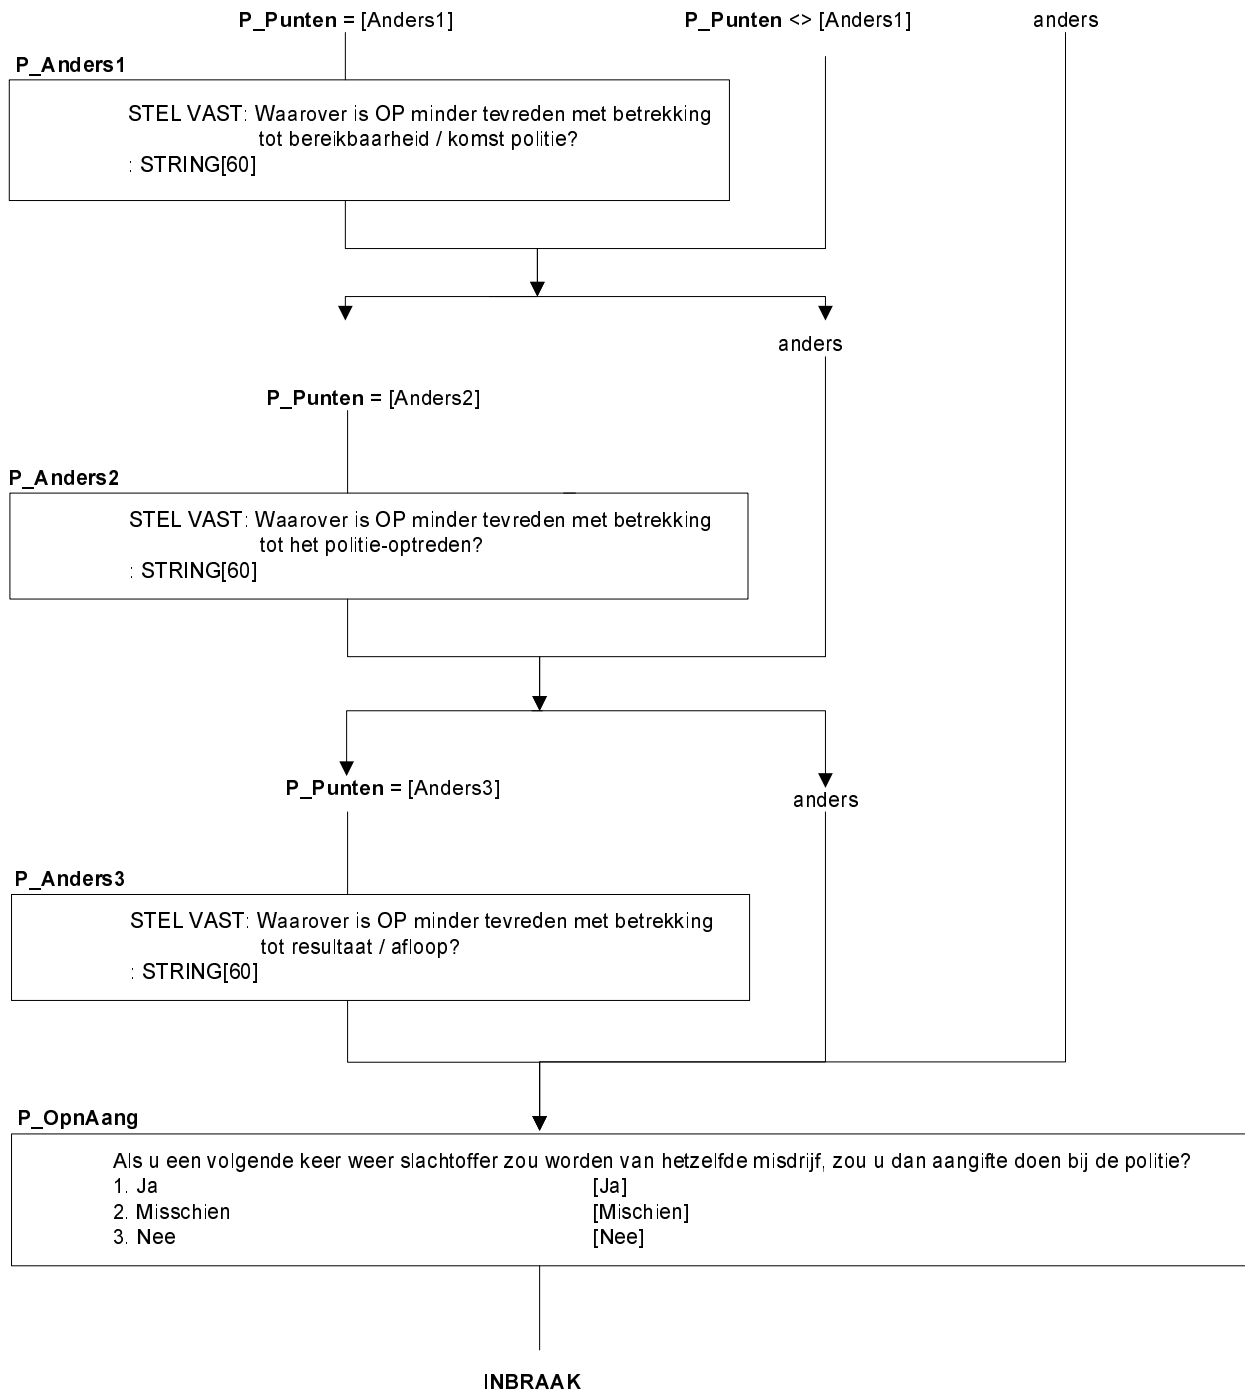 P_Punten = [Anders1] P_Punten <> [Anders1] anders
P_Anders1
STEL VAST: Waarover is OP minder tevreden met betrekking
tot bereikbaarheid / komst politie?
: STRING[60]
anders
P_Punten = [Anders2]
P_Anders2
STEL VAST: Waarover is OP minder tevreden met betrekking
tot het politie-optreden?
: STRING[60]
P_Punten = [Anders3] anders
P_Anders3
STEL VAST: Waarover is OP minder tevreden met betrekking
tot resultaat / afloop?
: STRING[60]
P_OpnAang
Als u een volgende keer weer slachtoffer zou worden van hetzelfde misdrijf, zou u dan aangifte doen bij de politie?
1. Ja [Ja]
2. Misschien [Mischien]
3. Nee [Nee]
INBRAAK